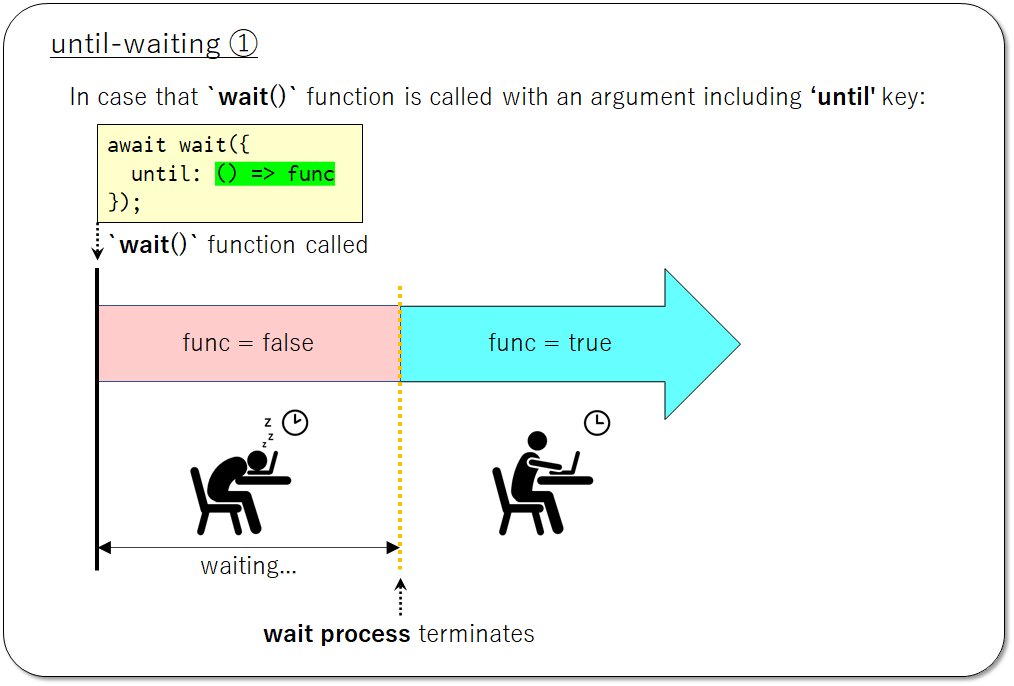 until-waiting ①
In case that `wait()` function is called with an argument including ‘until' key:
await wait({
  until: () => func
});
`wait()` function called
func = false
func = true
z
z
z
waiting...
wait process terminates